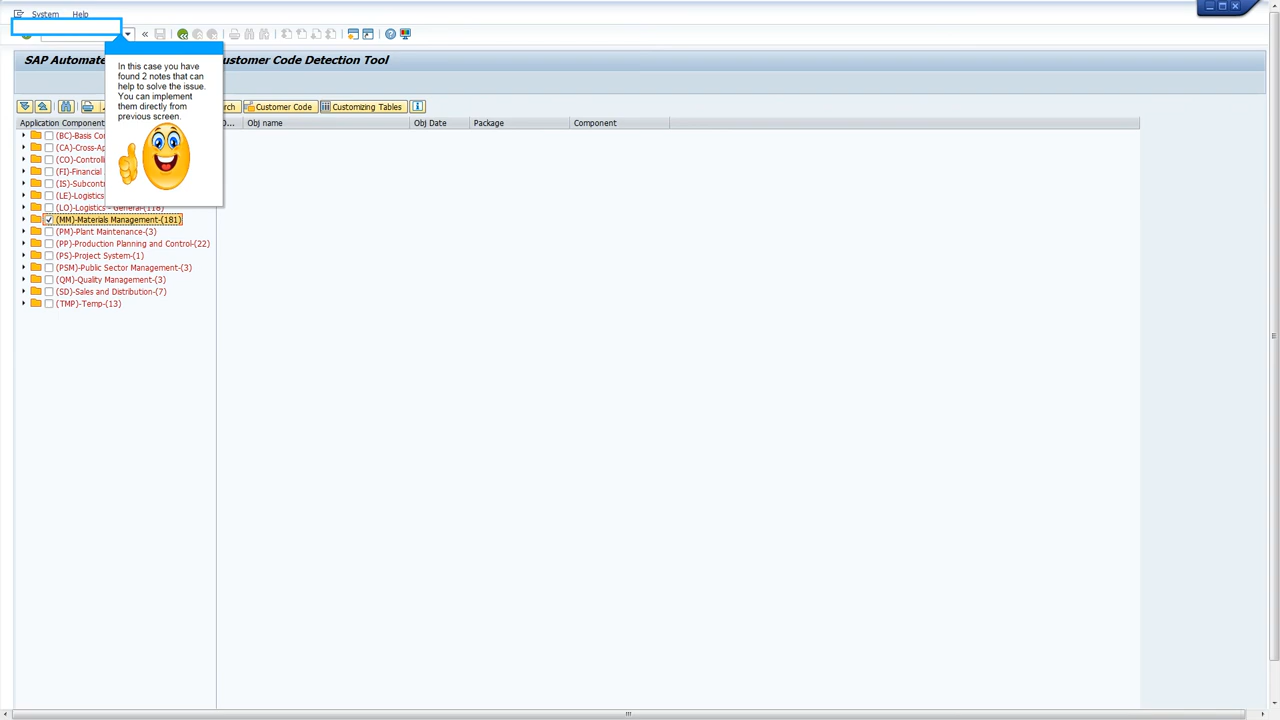 System Help
SAP Automate ustomer Code Detection Tool
In this case you have
found 2 notes that can
help to solve the issue.
You can implement
them directly from
previous screen.
rch Customer Code Customizing Tables
Application Component D... Obj name Obj Date Package Component
(BC)-Basis Co
(CA)-Cross-Ap
(CO)-Controlli
(FI)-Financial
(IS)-Subcontr
(LE)-Logistics
(LO)-Logistics - General-(118)
(MM)-Materials Management-(181)
(PM)-Plant Maintenance-(3)
(PP)-Production Planning and Control-(22)
(PS)-Project System-(1)
(PSM)-Public Sector Management-(3)
(QM)-Quality Management-(3)
(SD)-Sales and Distribution-(7)
(TMP)-Temp-(13)